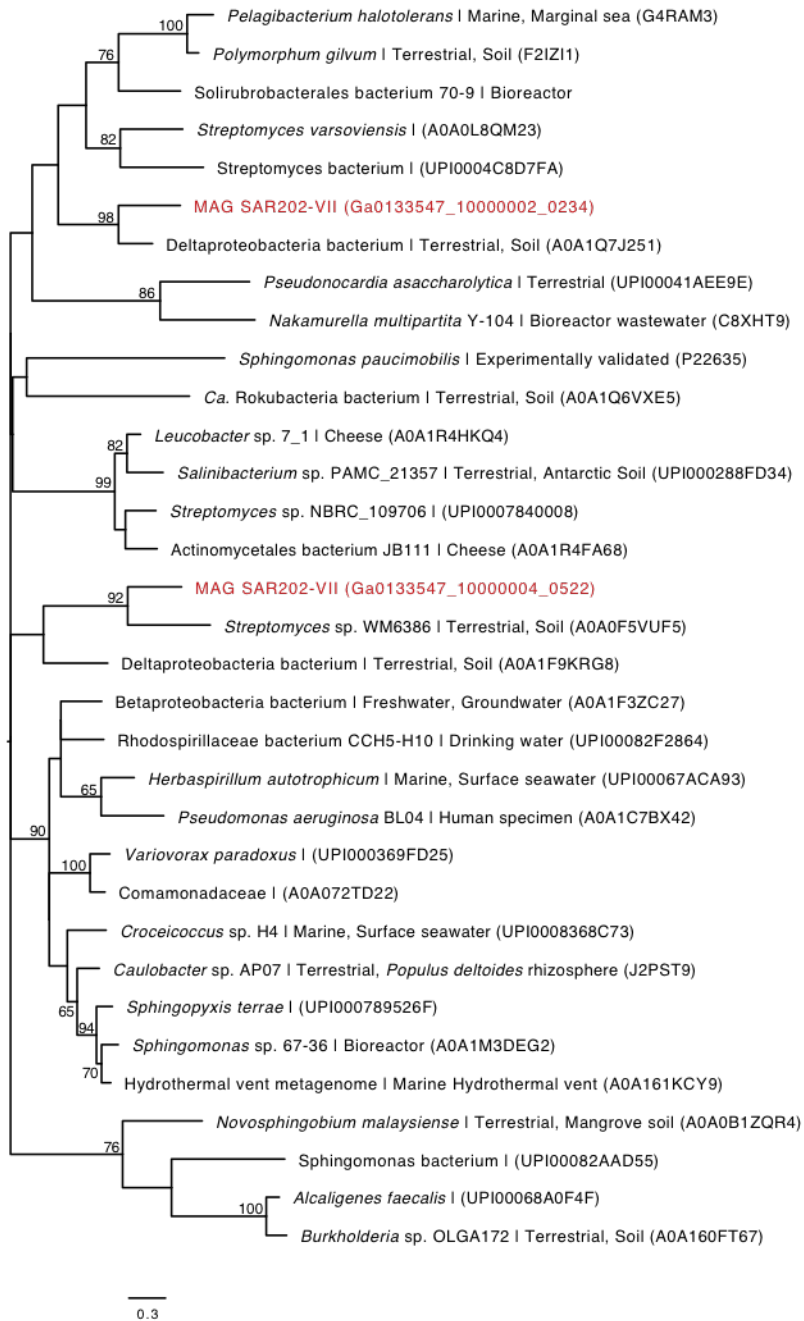 100
Pelagibacterium halotolerans | Marine, Marginal sea (G4RAM3)
76
Polymorphum gilvum | Terrestrial, Soil (F2IZI1)
Solirubrobacterales bacterium 70-9 | Bioreactor
Streptomyces varsoviensis | (A0A0L8QM23)
82
Streptomyces bacterium | (UPI0004C8D7FA)
MAG SAR202-VII (Ga0133547_10000002_0234)
98
Deltaproteobacteria bacterium | Terrestrial, Soil (A0A1Q7J251)
Pseudonocardia asaccharolytica | Terrestrial (UPI00041AEE9E)
86
Nakamurella multipartita Y-104 | Bioreactor wastewater (C8XHT9)
Sphingomonas paucimobilis | Experimentally validated (P22635)
Ca. Rokubacteria bacterium | Terrestrial, Soil (A0A1Q6VXE5)
Leucobacter sp. 7_1 | Cheese (A0A1R4HKQ4)
82
Salinibacterium sp. PAMC_21357 | Terrestrial, Antarctic Soil (UPI000288FD34)
99
Streptomyces sp. NBRC_109706 | (UPI0007840008)
Actinomycetales bacterium JB111 | Cheese (A0A1R4FA68)
MAG SAR202-VII (Ga0133547_10000004_0522)
92
Streptomyces sp. WM6386 | Terrestrial, Soil (A0A0F5VUF5)
Deltaproteobacteria bacterium | Terrestrial, Soil (A0A1F9KRG8)
Betaproteobacteria bacterium | Freshwater, Groundwater (A0A1F3ZC27)
Rhodospirillaceae bacterium CCH5-H10 | Drinking water (UPI00082F2864)
Herbaspirillum autotrophicum | Marine, Surface seawater (UPI00067ACA93)
65
Pseudomonas aeruginosa BL04 | Human specimen (A0A1C7BX42)
90
Variovorax paradoxus | (UPI000369FD25)
100
Comamonadaceae | (A0A072TD22)
Croceicoccus sp. H4 | Marine, Surface seawater (UPI0008368C73)
Caulobacter sp. AP07 | Terrestrial, Populus deltoides rhizosphere (J2PST9)
65
Sphingopyxis terrae | (UPI000789526F)
94
Sphingomonas sp. 67-36 | Bioreactor (A0A1M3DEG2)
70
Hydrothermal vent metagenome | Marine Hydrothermal vent (A0A161KCY9)
Novosphingobium malaysiense | Terrestrial, Mangrove soil (A0A0B1ZQR4)
76
Sphingomonas bacterium | (UPI00082AAD55)
Alcaligenes faecalis | (UPI00068A0F4F)
100
Burkholderia sp. OLGA172 | Terrestrial, Soil (A0A160FT67)
0.3